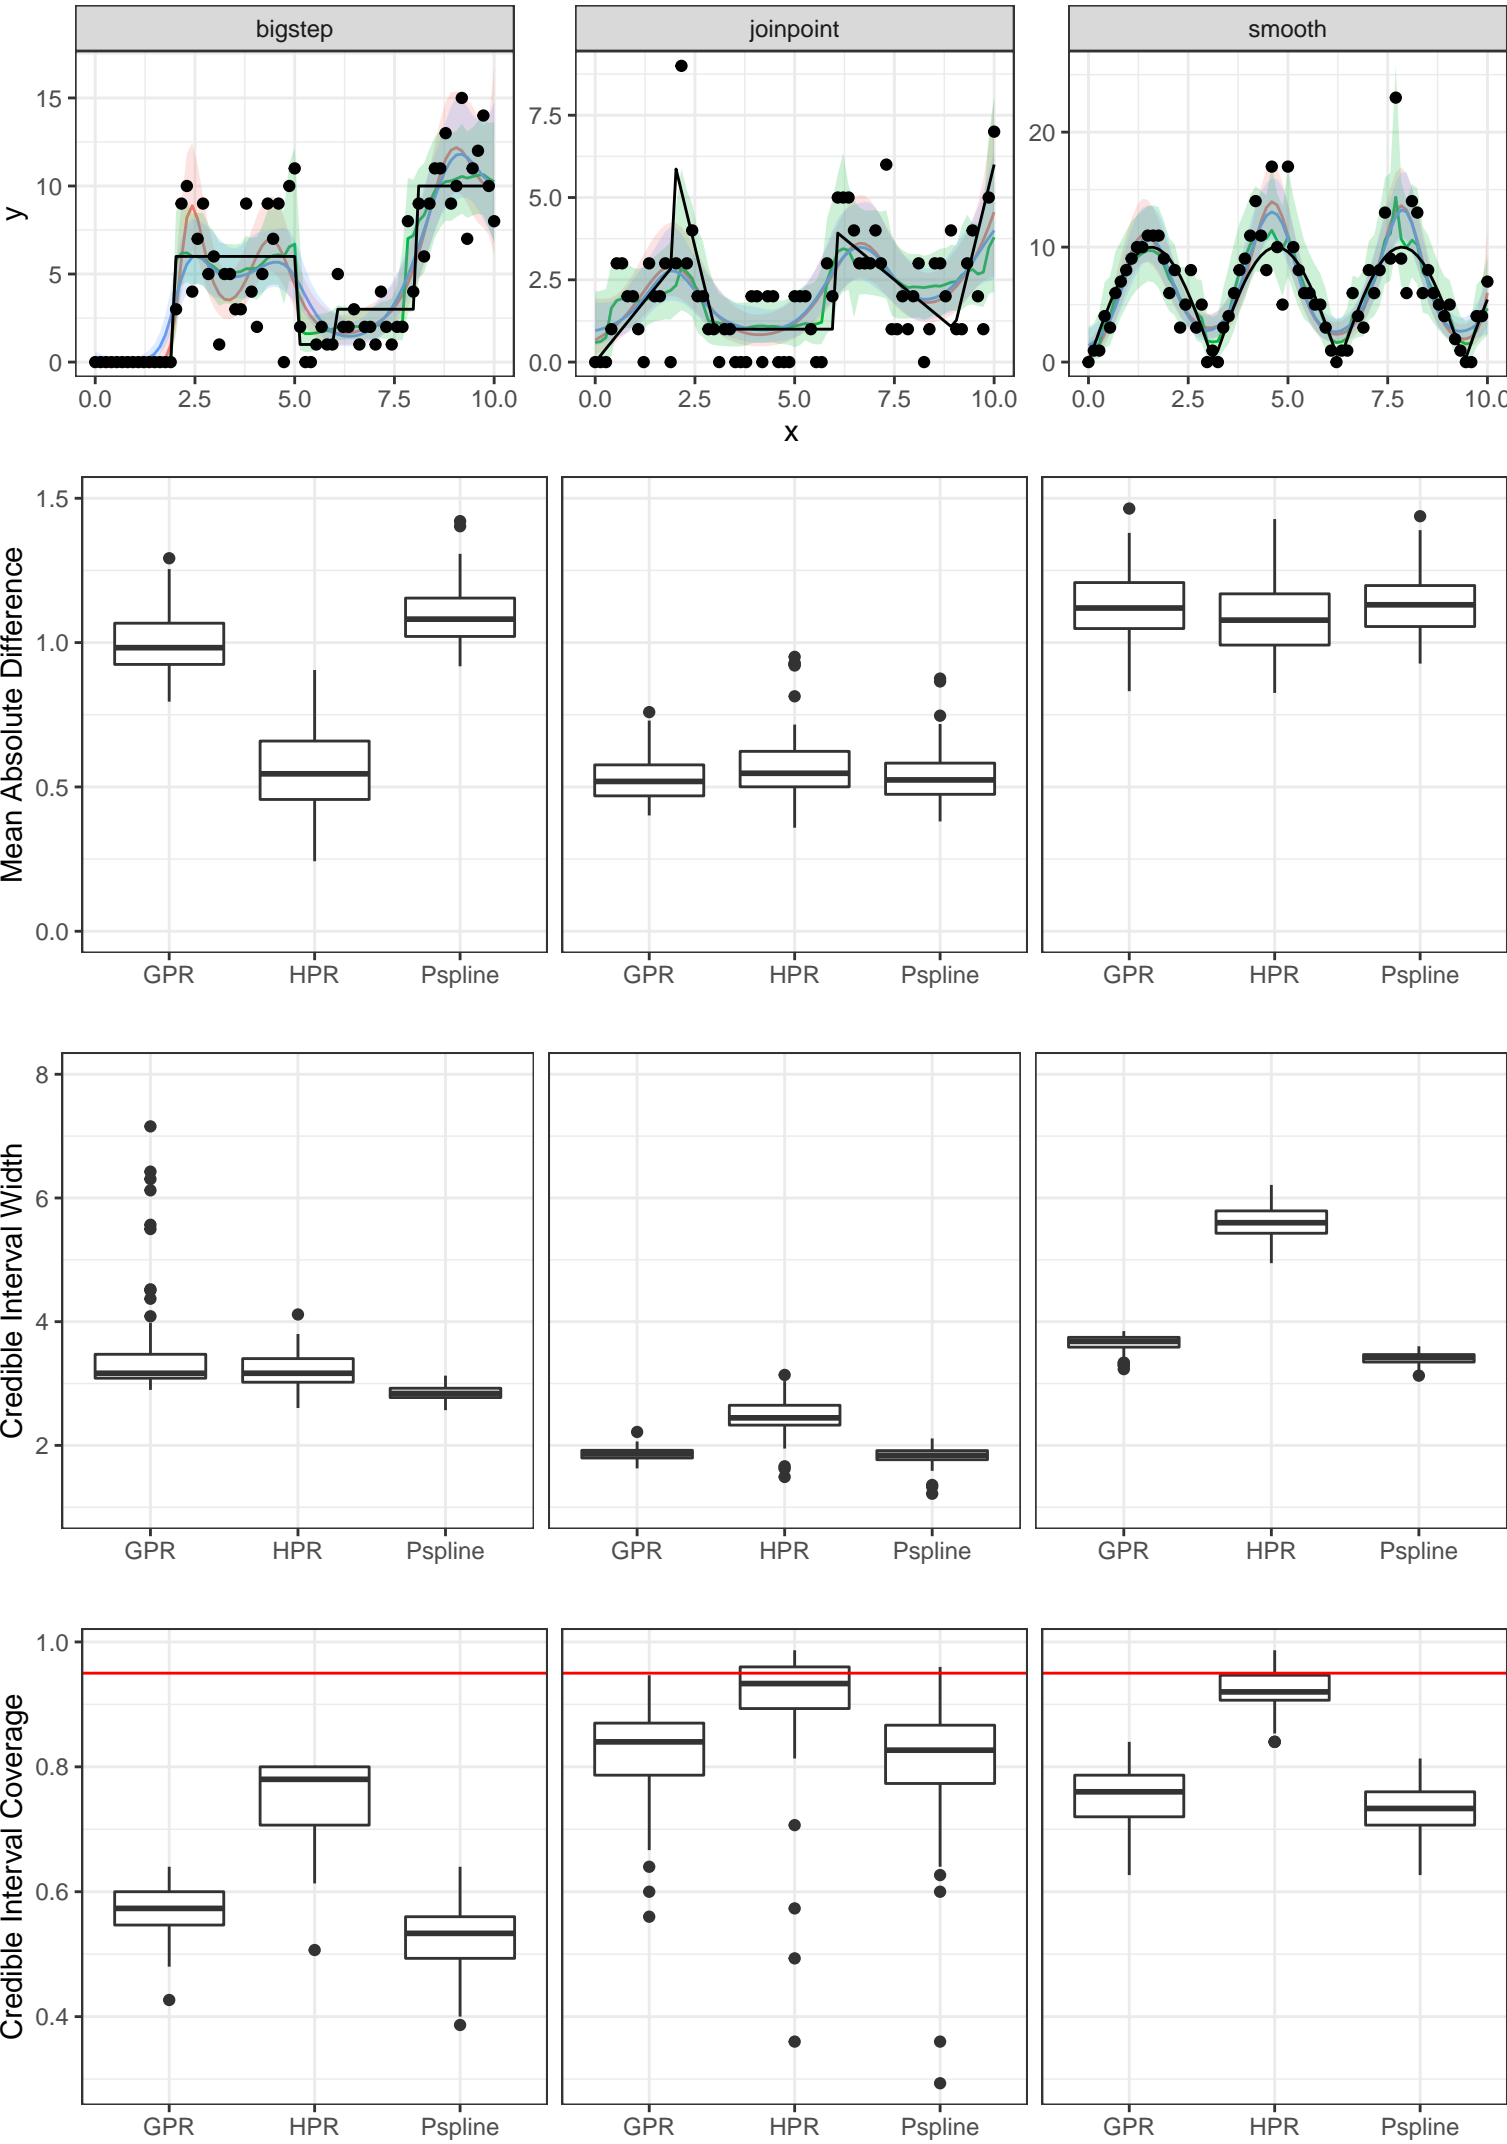 bigstep joinpoint smooth
y
15
10
5
0
7.5
5.0
2.5
0.0
20
10
0
0.0 2.5 5.0 7.5 10.0 0.0 2.5 5.0 7.5 10.0 0.0 2.5 5.0 7.5 10.0
x
Mean Absolute Difference
1.5
1.0
0.5
0.0
GPR HPR Pspline GPR HPR Pspline GPR HPR Pspline
Credible Interval Width
8
6
4
2
GPR HPR Pspline GPR HPR Pspline GPR HPR Pspline
Credible Interval Coverage
1.0
0.8
0.6
0.4
GPR HPR Pspline GPR HPR Pspline GPR HPR Pspline